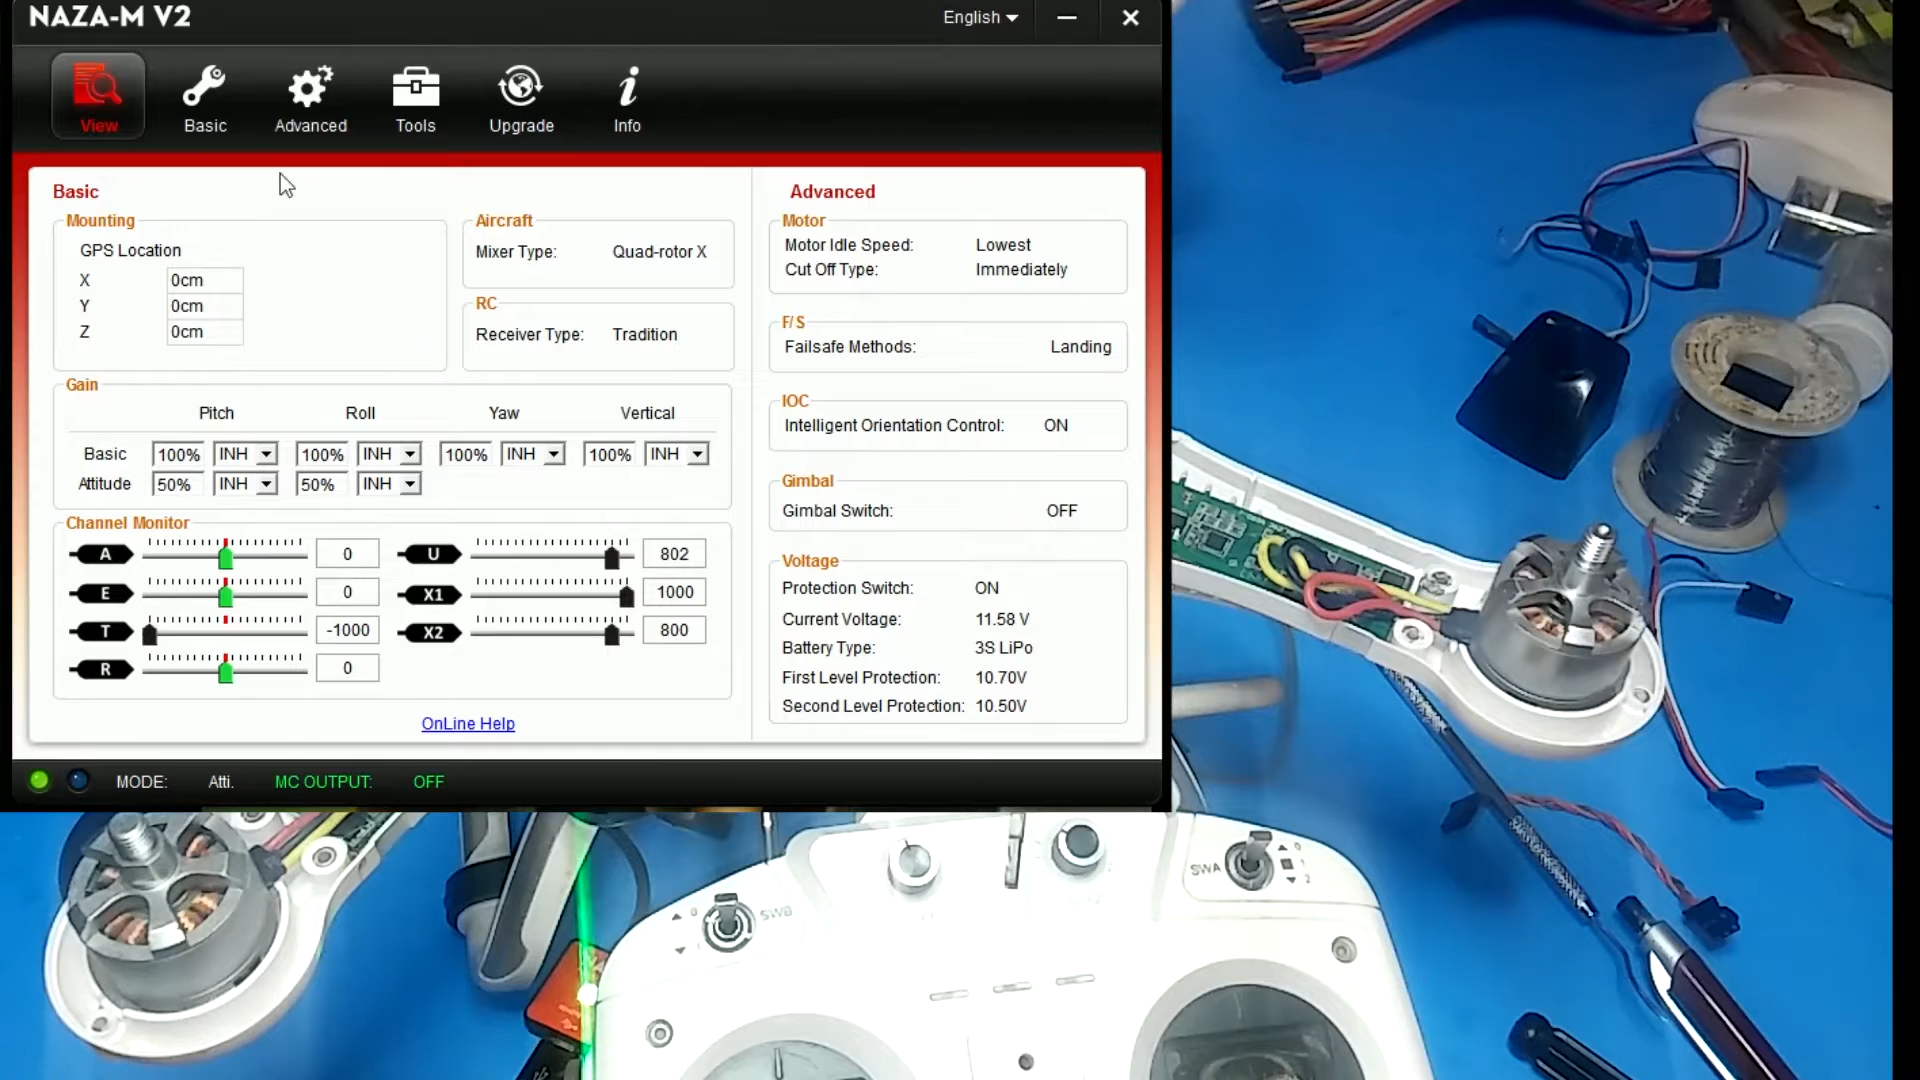 NAZA-M V2
English
View Basic Advanced Tools Upgrade Info
Basic
Mounting
GPS Location
X 0cm
Y 0cm
Z 0cm
Aircraft
Mixer Type: Quad-rotor X
RC
Receiver Type: Tradition
Gain
Pitch Roll Yaw Vertical
Basic 100% INH 100% INH 100% INH 100% INH
Attitude 50% INH 50% INH
Channel Monitor
A 0 U 802
E 0 X1 1000
T -1000 X2 800
R 0
OnLine Help
Advanced
Motor
Motor Idle Speed: Lowest
Cut Off Type: Immediately
F/S
Failsafe Methods: Landing
IOC
Intelligent Orientation Control: ON
Gimbal
Gimbal Switch: OFF
Voltage
Protection Switch: ON
Current Voltage: 11.58 V
Battery Type: 3S LiPo
First Level Protection: 10.70V
Second Level Protection: 10.50V
MODE: Atti. MC OUTPUT: OFF
SWB
0
SWA
0
1
2